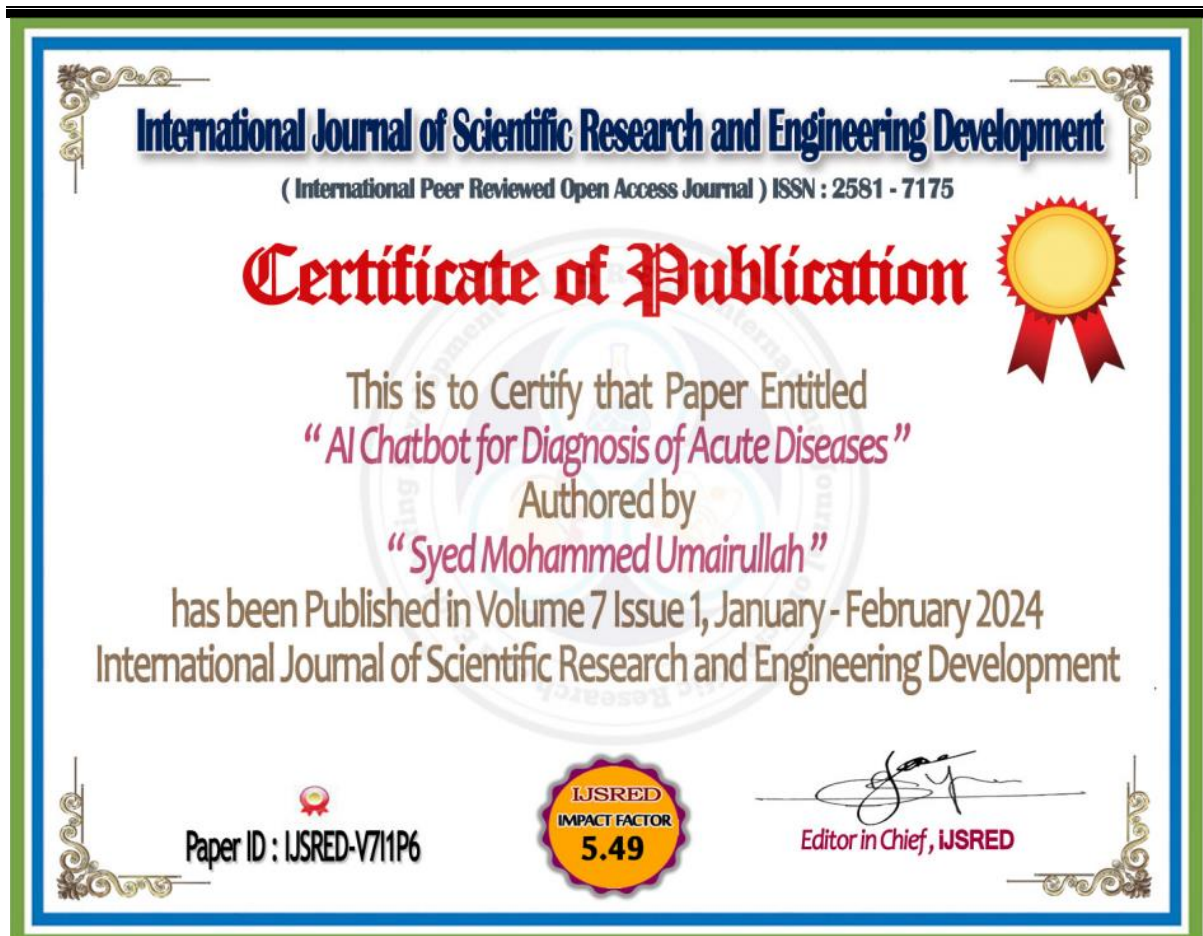 International Journal of Scientific Research and Engineering Development
( International Peer Reviewed Open Access Journal ) ISSN : 2581 - 7175
Certificate of Publication
This is to Certify that Paper Entitled
“ AI Chatbot for Diagnosis of Acute Diseases ”
Authored by
“ Syed Mohammed Umairullah ”
has been Published in Volume 7 Issue 1, January - February 2024
International Journal of Scientific Research and Engineering Development
Paper ID : IJSRED-V7I1P6
IJSRED
IMPACT FACTOR
5.49
Editor in Chief, IJSRED